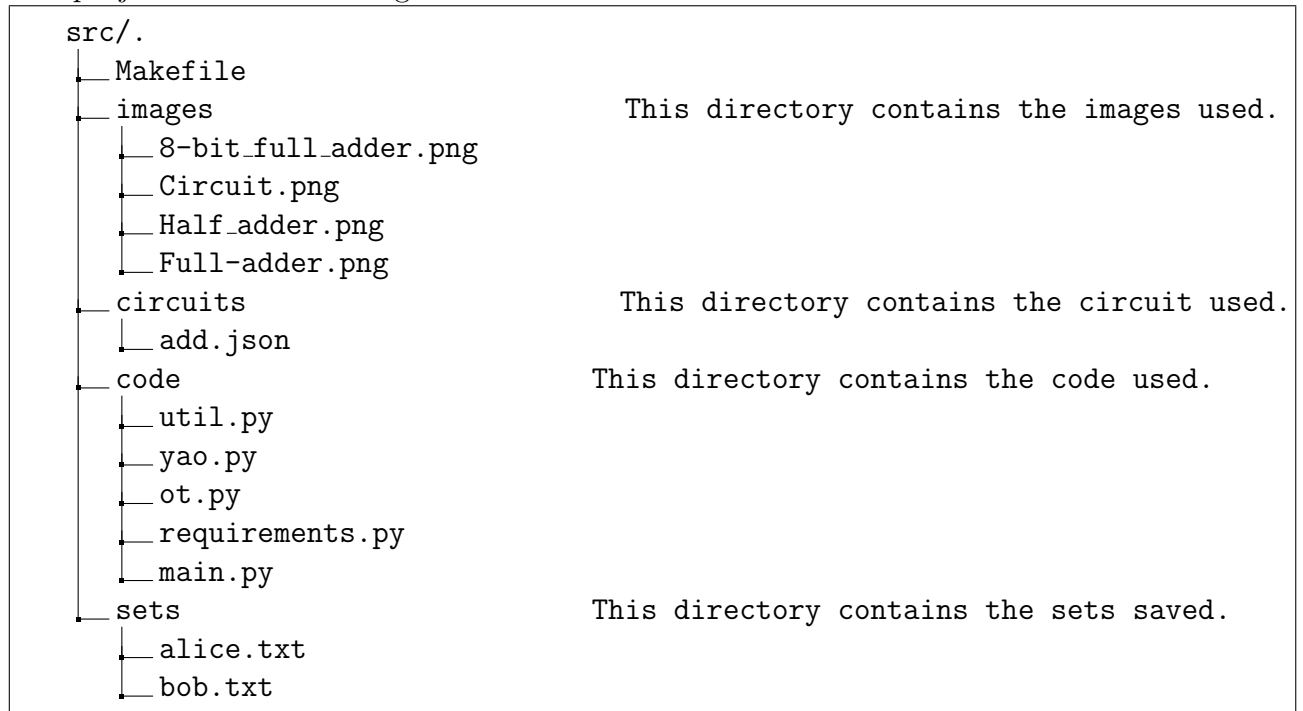 src/.
Makefile
images This directory contains the images used.
8-bit_full_adder.png
Circuit.png
Half_adder.png
Full-adder.png
circuits This directory contains the circuit used.
add.json
code This directory contains the code used.
util.py
yao.py
ot.py
requirements.py
main.py
sets This directory contains the sets saved.
alice.txt
bob.txt